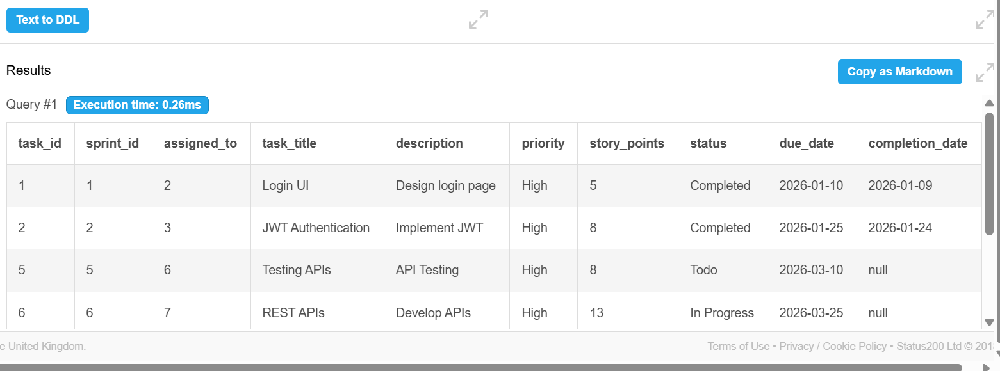 Text to DDL
Results
Copy as Markdown
Query #1 Execution time: 0.26ms
task_id sprint_id assigned_to task_title description priority story_points status due_date completion_date
1 1 2 Login UI Design login page High 5 Completed 2026-01-10 2026-01-09
2 2 3 JWT Authentication Implement JWT High 8 Completed 2026-01-25 2026-01-24
5 5 6 Testing APIs API Testing High 8 Todo 2026-03-10 null
6 6 7 REST APIs Develop APIs High 13 In Progress 2026-03-25 null
e United Kingdom.
Terms of Use • Privacy / Cookie Policy • Status200 Ltd © 201